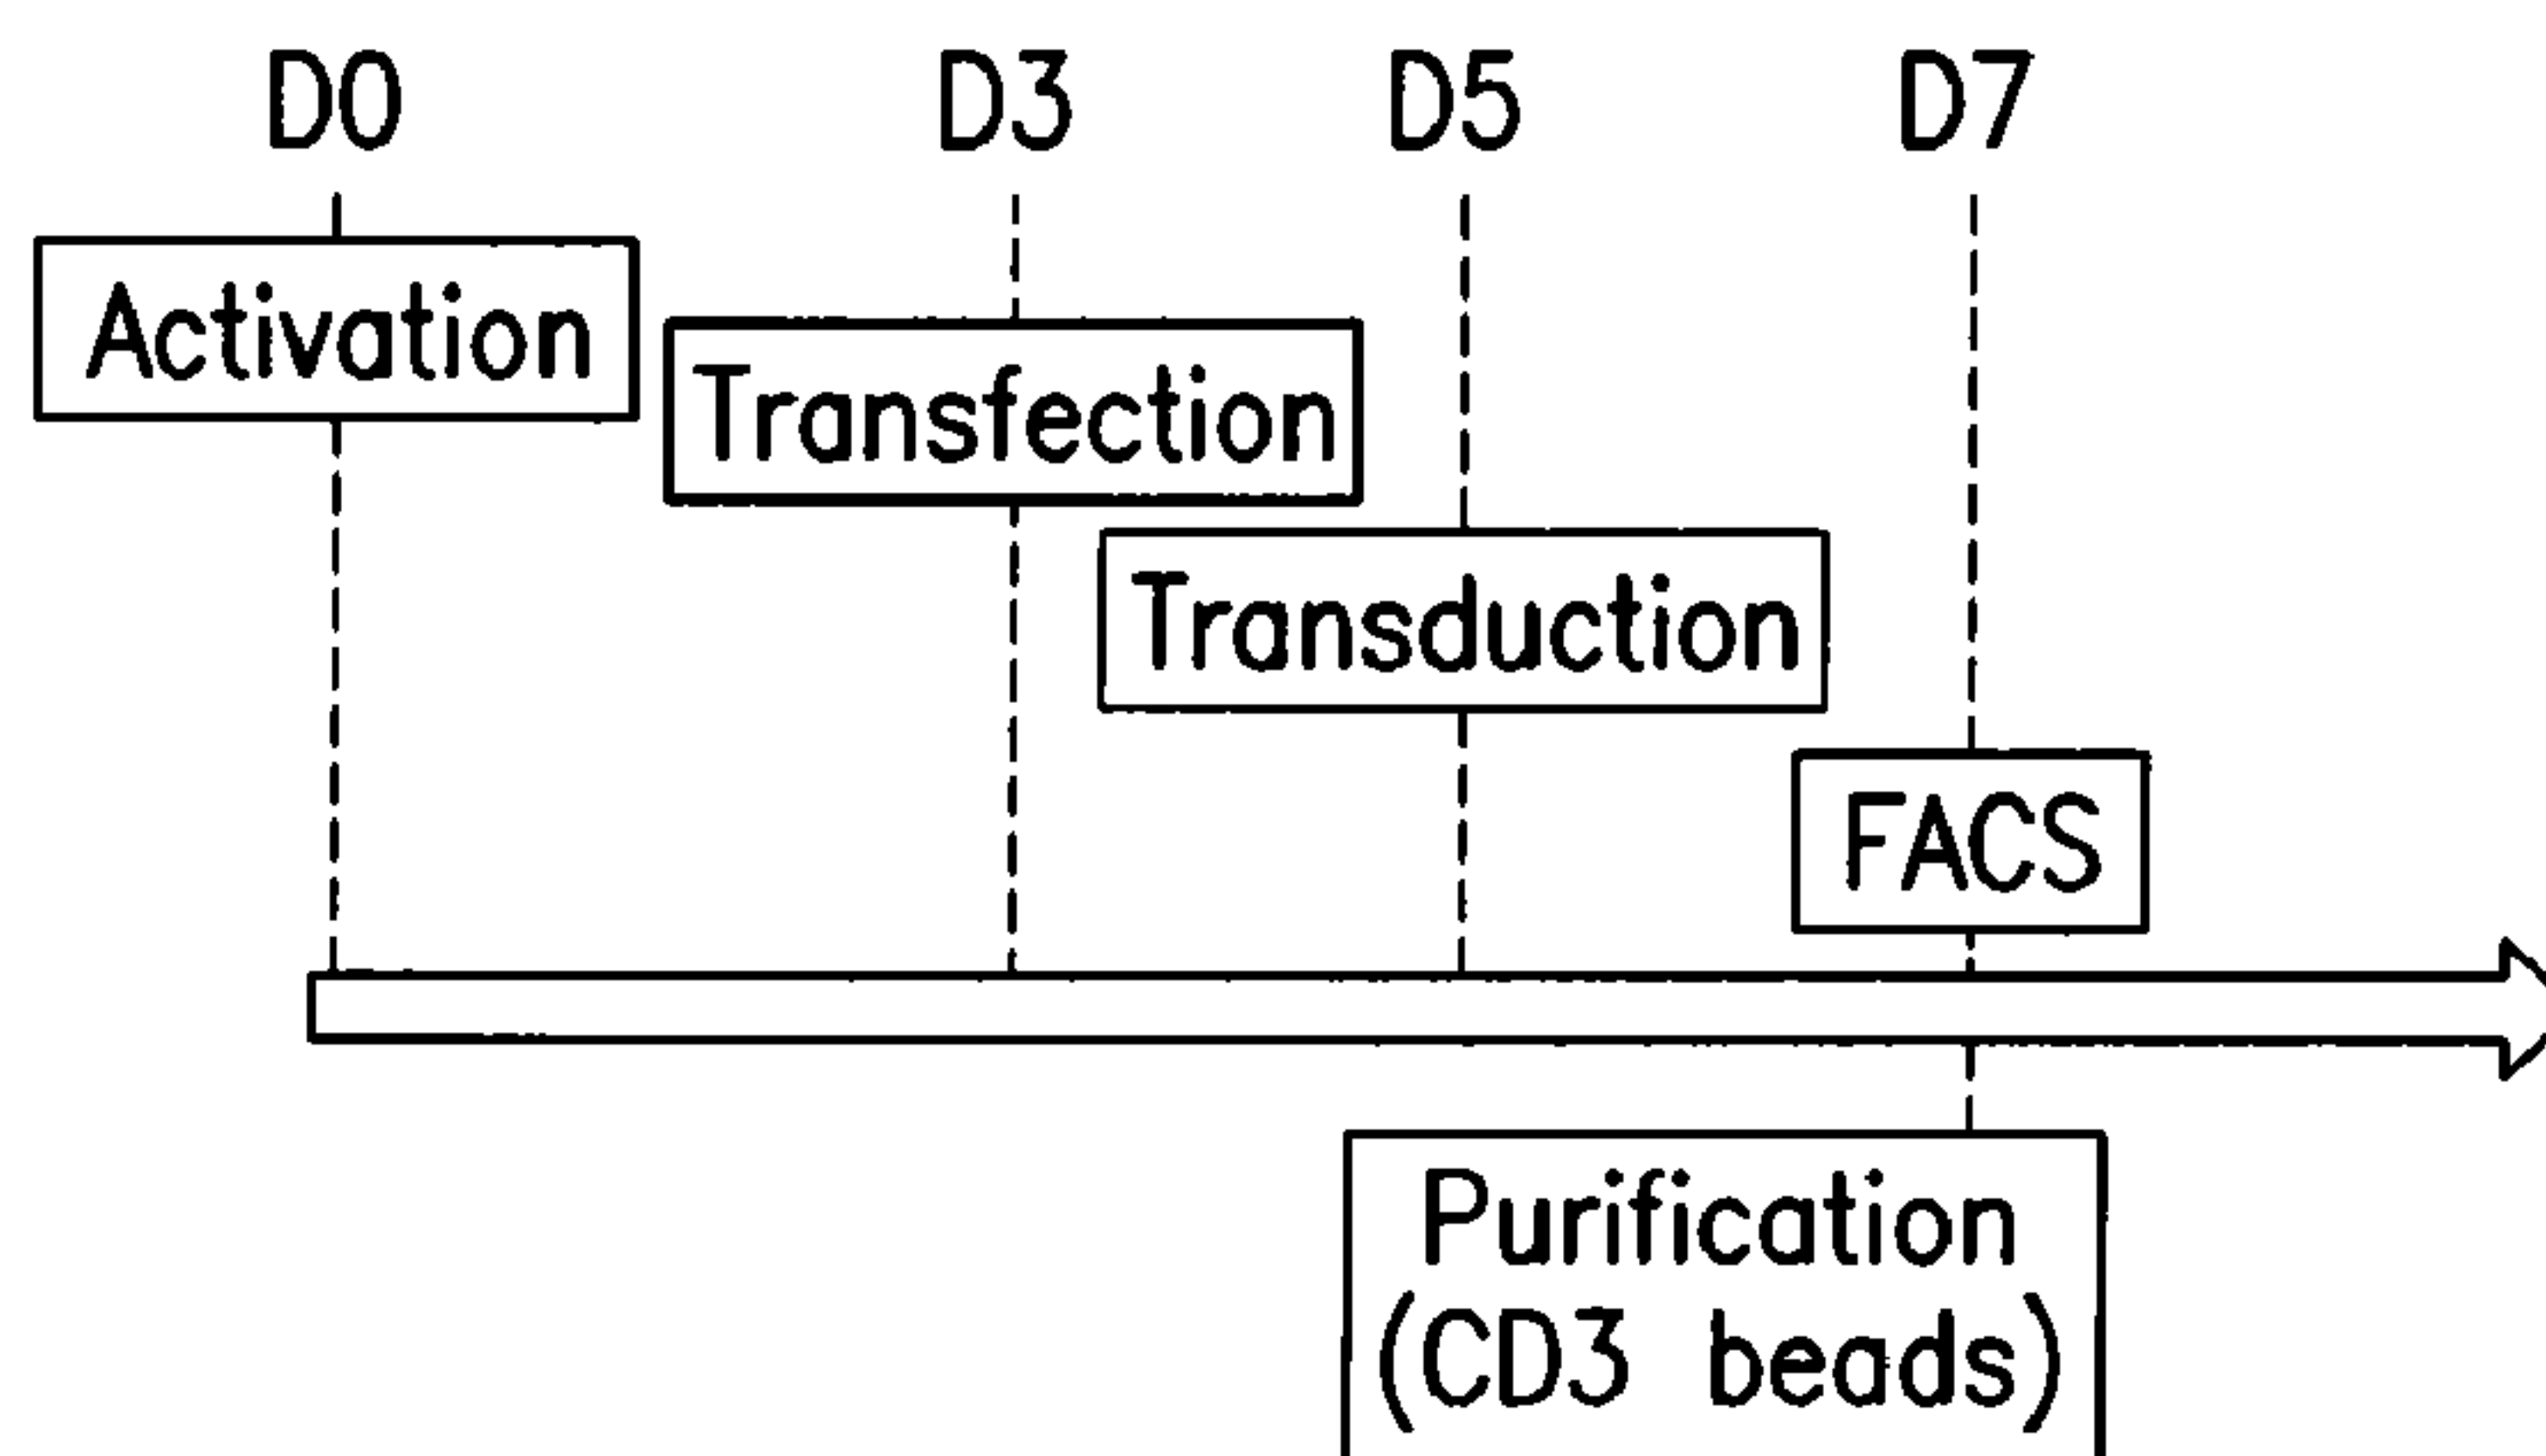 D0 D3 D5 D7
Activation
Transfection
Transduction
FACS
Purification
(CD3 beads)